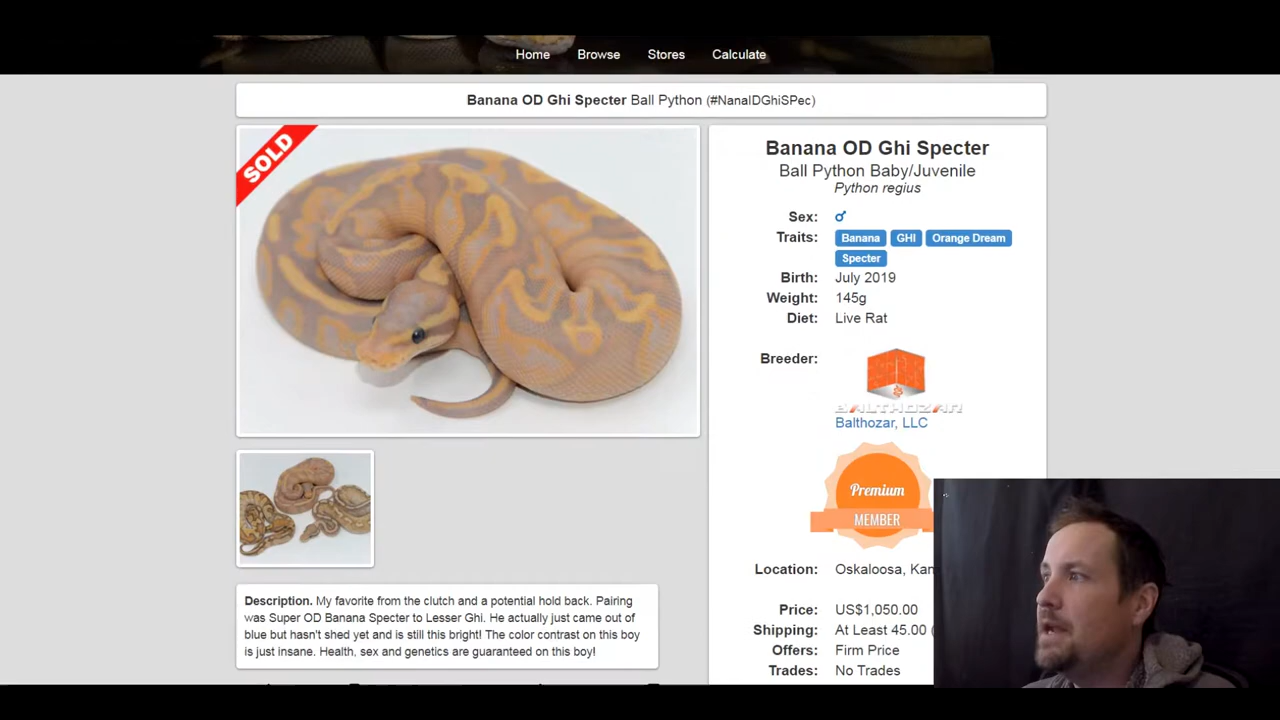 Home Browse Stores Calculate
Banana OD Ghi Specter Ball Python (#NanaIDGhiSPec)
SOLD
Banana OD Ghi Specter
Ball Python Baby/Juvenile
Python regius
Sex: ♂
Traits: Banana GHI Orange Dream
Specter
Birth: July 2019
Weight: 145g
Diet: Live Rat
Breeder:
BALTHOZAR
Balthozar, LLC
Premium
MEMBER
Location: Oskaloosa, Kan
Price: US$1,050.00
Shipping: At Least 45.00 (
Offers: Firm Price
Trades: No Trades
Description. My favorite from the clutch and a potential hold back. Pairing
was Super OD Banana Specter to Lesser Ghi. He actually just came out of
blue but hasn't shed yet and is still this bright! The color contrast on this boy
is just insane. Health, sex and genetics are guaranteed on this boy!